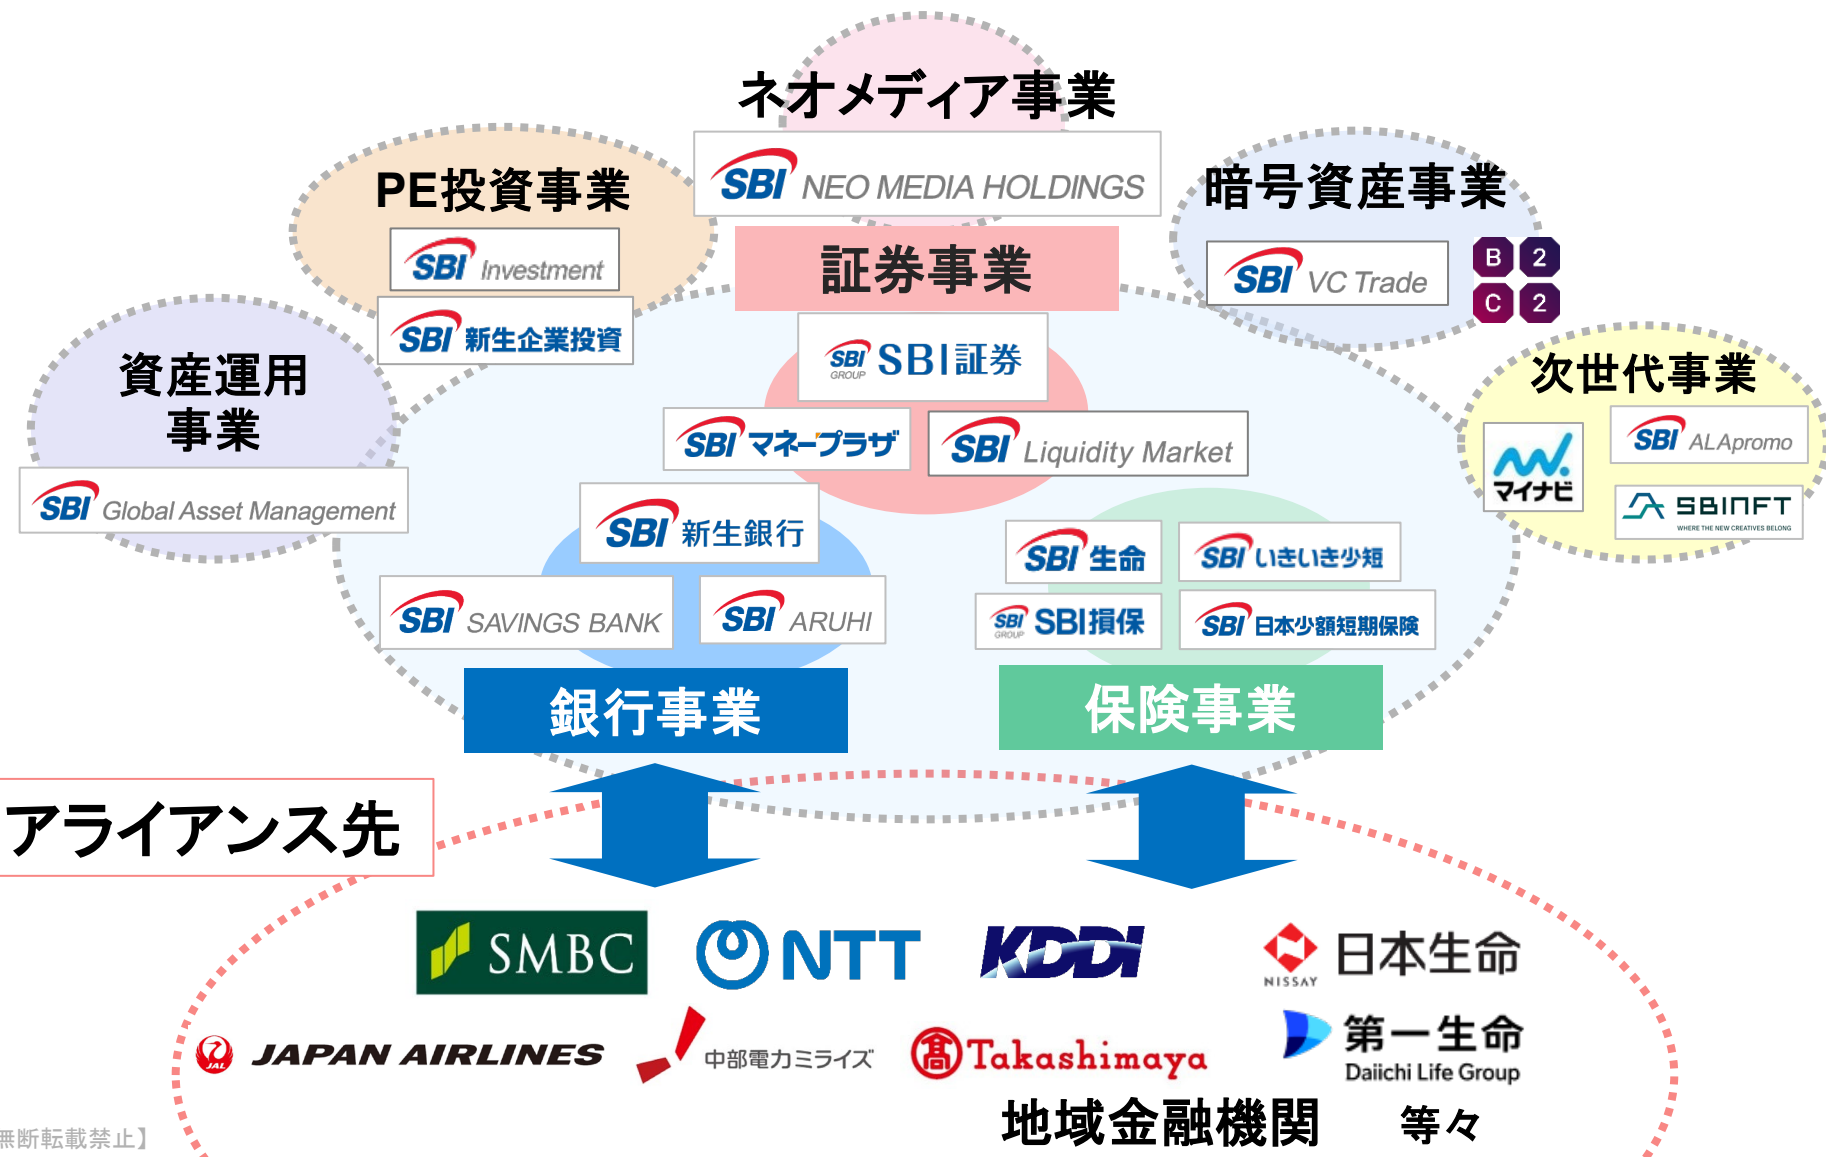 ネオメディア事業
SBI NEO MEDIA HOLDINGS
PE投資事業
SBI Investment
SBI 新生企業投資
暗号資産事業
SBI VC Trade
B 2
C 2
証券事業
SBI GROUP SBI証券
SBI マネープラザ
SBI Liquidity Market
資産運用
事業
SBI Global Asset Management
次世代事業
マイナビ
SBI ALApromo
SBINFT
WHERE THE NEW CREATIVES BELONG
SBI 新生銀行
SBI SAVINGS BANK
SBI ARUHI
銀行事業
SBI 生命
SBI いきいき少短
SBI GROUP SBI損保
SBI 日本少額短期保険
保険事業
アライアンス先
SMBC
NTT
KDDI
NISSAY 日本生命
JAL JAPAN AIRLINES
中部電力ミライズ
髙 Takashimaya
第一生命
Daiichi Life Group
地域金融機関 等々
無断転載禁止】